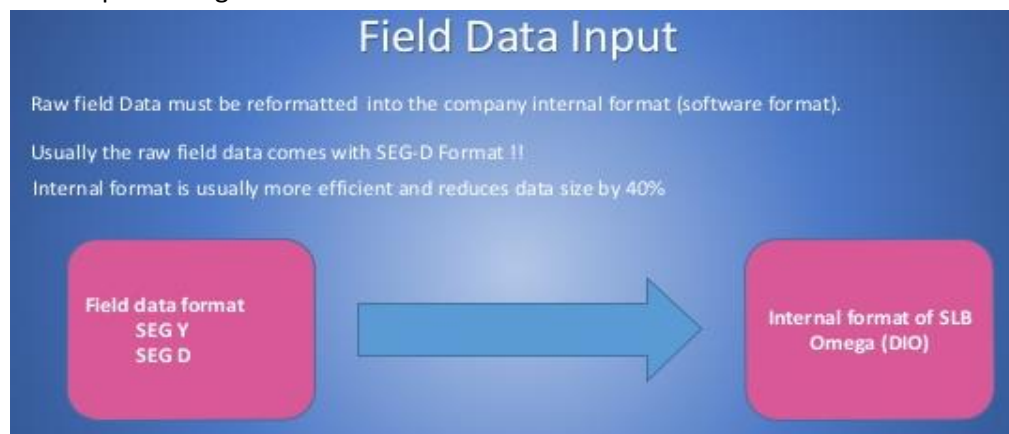 Field Data Input
Raw field Data must be reformatted into the company internal format (software format).
Usually the raw field data comes with SEG-D Format !!
Internal format is usually more efficient and reduces data size by 40%
Field data format
SEG Y
SEG D
Internal format of SLB
Omega (DIO)